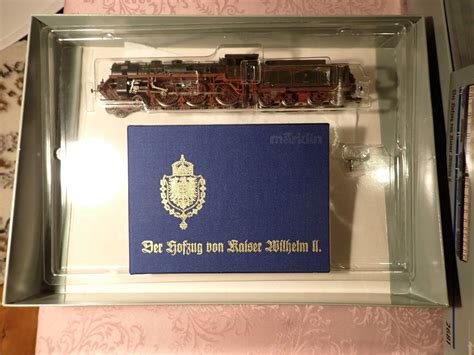 märklin
Der Hofzug von Kaiser Wilhelm II.